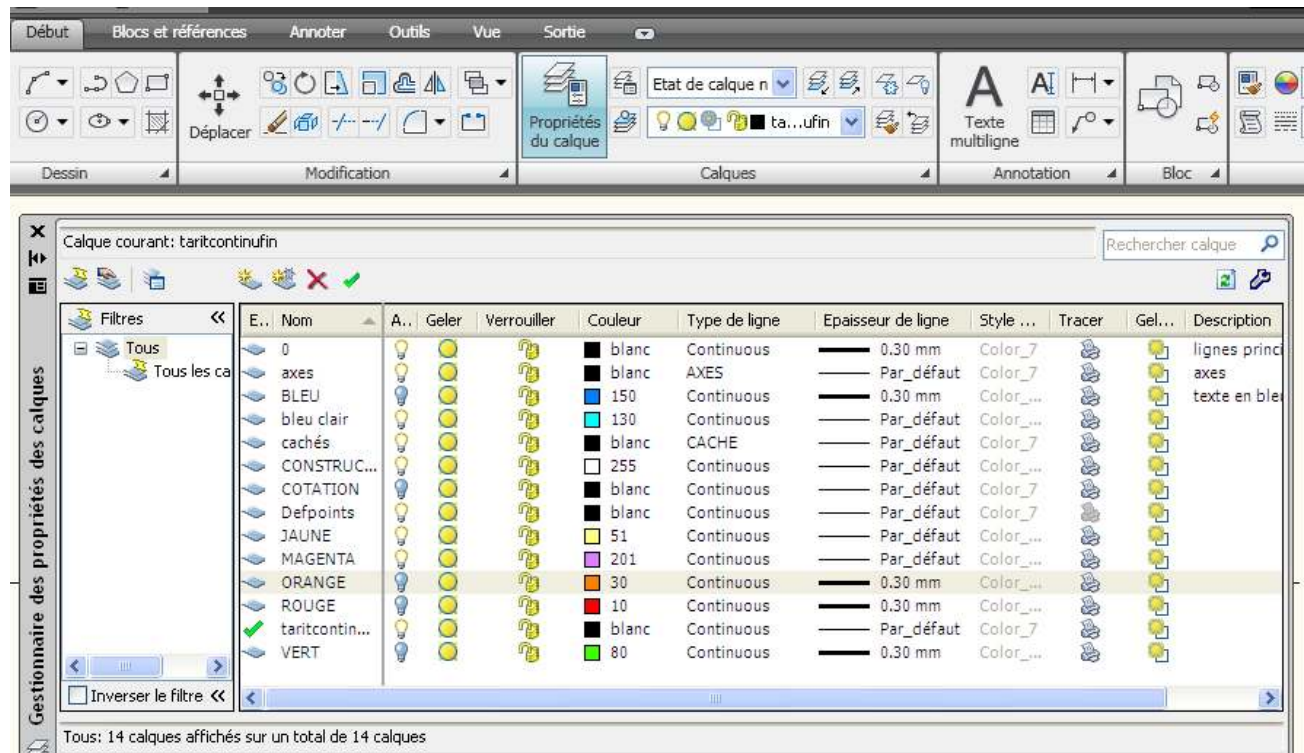 Début Blocs et références Annoter Outils Vue Sortie
Etat de calque n
Déplacer
Propriétés du calque
ta...ufin
A Texte multiligne
AI
Dessin Modification Calques Annotation Bloc
Calque courant: taritcontinufin
Rechercher calque
Filtres
Tous
Tous les ca
Inverser le filtre
E.. Nom A.. Geler Verrouiller Couleur Type de ligne Epaisseur de ligne Style ... Tracer Gel... Description
0 blanc Continuous 0.30 mm Color_7 lignes princi
axes blanc AXES Par_défaut Color_7 axes
BLEU 150 Continuous 0.30 mm Color_... texte en ble
bleu clair 130 Continuous Par_défaut Color_...
cachés blanc CACHE Par_défaut Color_7
CONSTRUC... 255 Continuous Par_défaut Color_...
COTATION blanc Continuous Par_défaut Color_7
Defpoints blanc Continuous Par_défaut Color_7
JAUNE 51 Continuous Par_défaut Color_...
MAGENTA 201 Continuous Par_défaut Color_...
ORANGE 30 Continuous 0.30 mm Color_...
ROUGE 10 Continuous 0.30 mm Color_...
taritcontin... blanc Continuous Par_défaut Color_7
VERT 80 Continuous 0.30 mm Color_...
Tous: 14 calques affichés sur un total de 14 calques
Gestionnaire des propriétés des calques